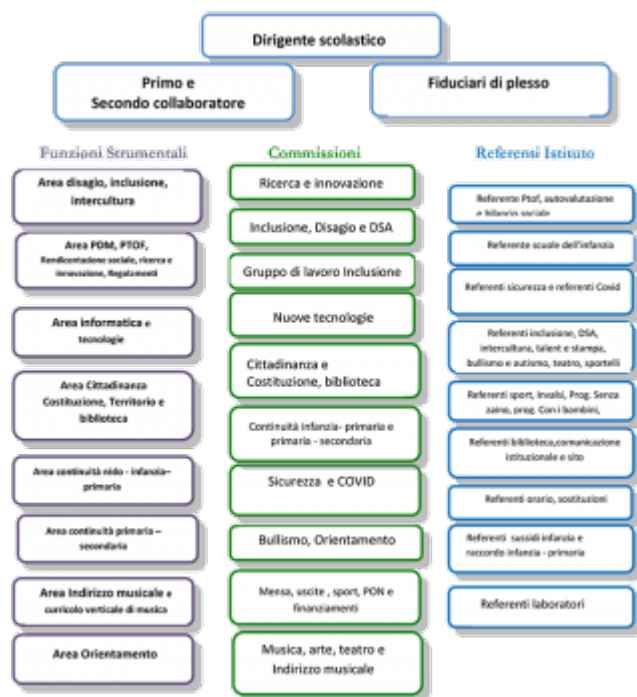 Dirigente scolastico
Primo e
Secondo collaboratore
Fiduciari di plesso
Funzioni Strumentali
Area disagio, inclusione,
intercultura
Area PDM, PTOF,
Rendicontazione sociale, ricerca e
innovazione, Regolamenti
Area informatica e
tecnologie
Area Cittadinanza
Costituzione, Territorio e
biblioteca
Area continuità nido - infanzia–
primaria
Area continuità primaria –
secondaria
Area Indirizzo musicale e
curricolo verticale di musica
Area Orientamento
Commissioni
Ricerca e innovazione
Inclusione, Disagio e DSA
Gruppo di lavoro Inclusione
Nuove tecnologie
Cittadinanza e
Costituzione, biblioteca
Continuità infanzia- primaria e
primaria - secondaria
Sicurezza e COVID
Bullismo, Orientamento
Mensa, uscite , sport, PON e
finanziamenti
Musica, arte, teatro e
Indirizzo musicale
Referenti Istituto
Referente Ptof, autovalutazione
e bilancio sociale
Referente scuole dell'infanzia
Referenti sicurezza e referenti Covid
Referenti inclusione, DSA,
intercultura, talent e stampa,
bullismo e autismo, teatro, sportelli
Referenti sport, Invalsi, Prog. Senza
zaino, prog. Con i bambini,
Referenti biblioteca,comunicazione
istituzionale e sito
Referenti orario, sostituzioni
Referenti sussidi infanzia e
raccordo infanzia - primaria
Referenti laboratori